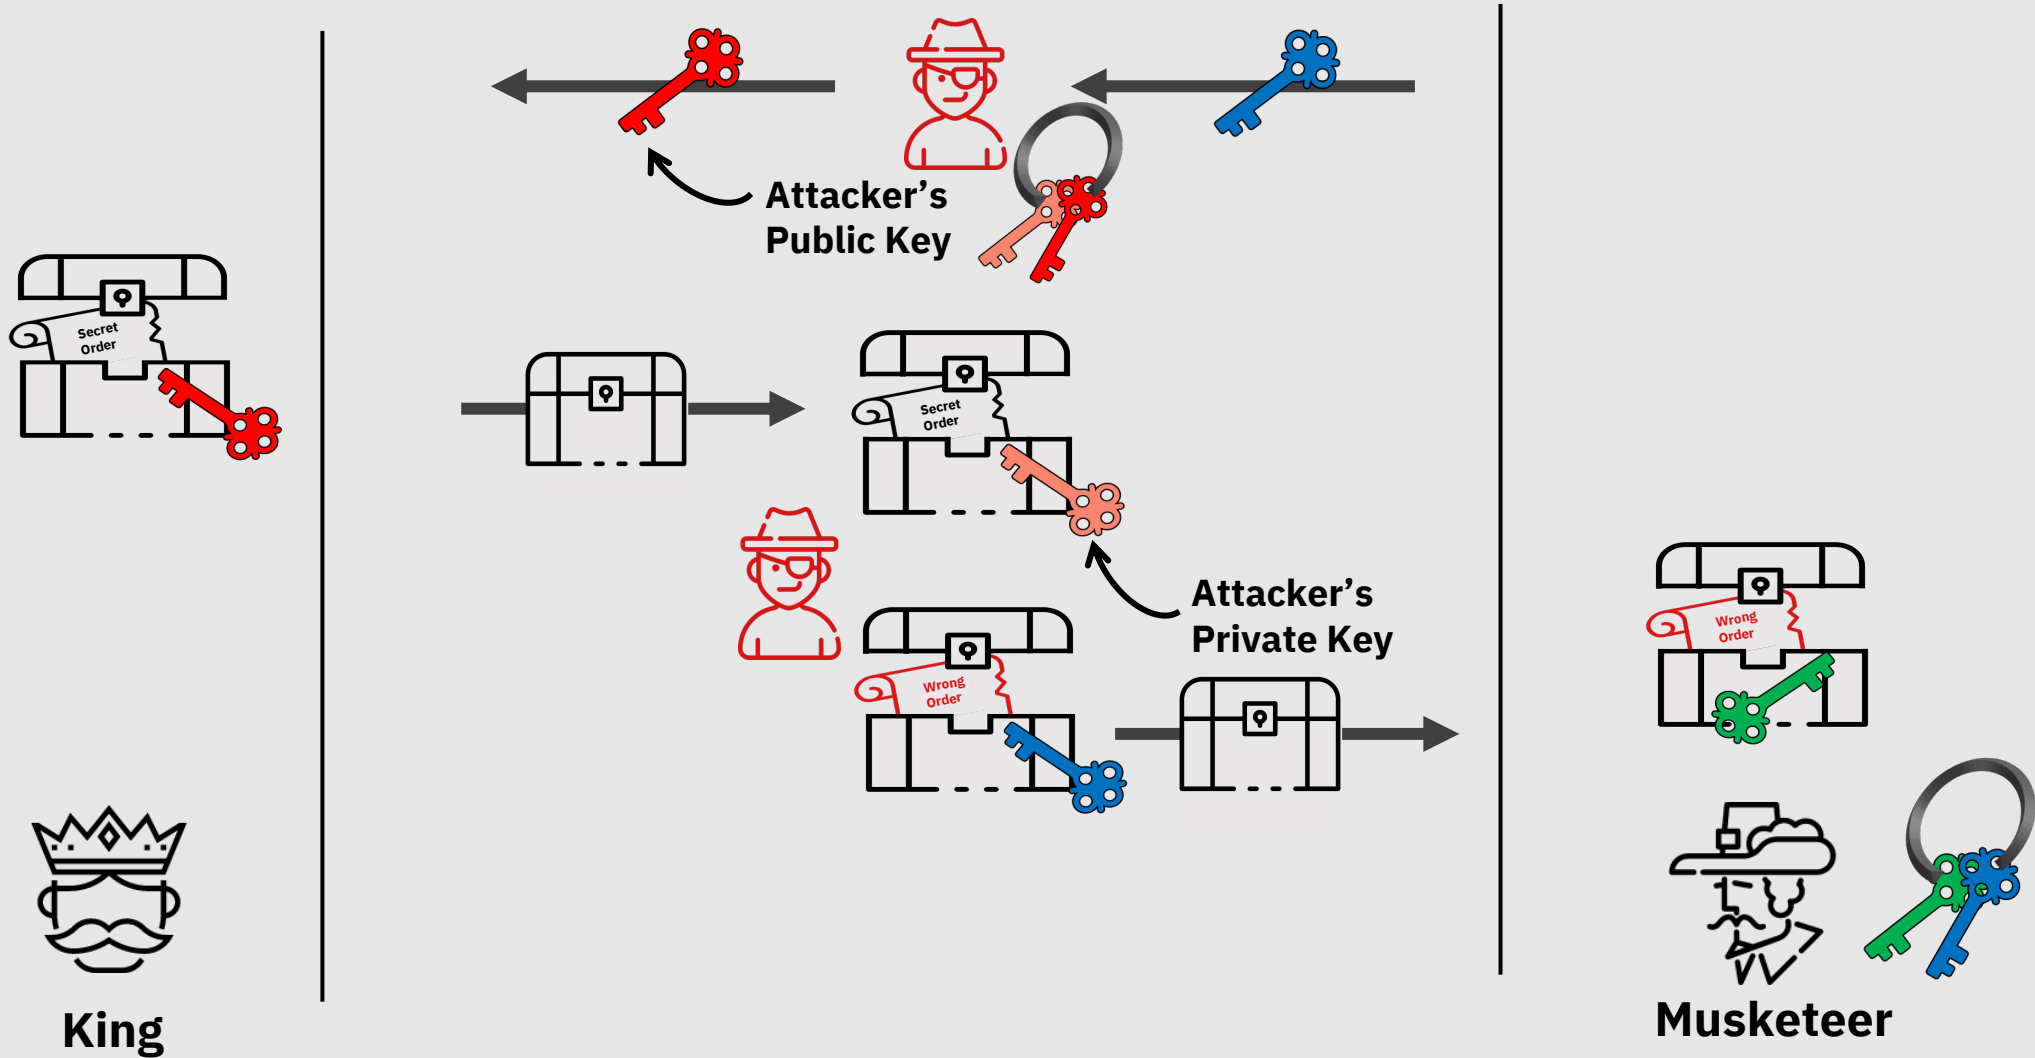 Attacker's
Public Key
Secret
Order
Secret
Order
Attacker's
Private Key
Wrong
Order
Wrong
Order
King
Musketeer